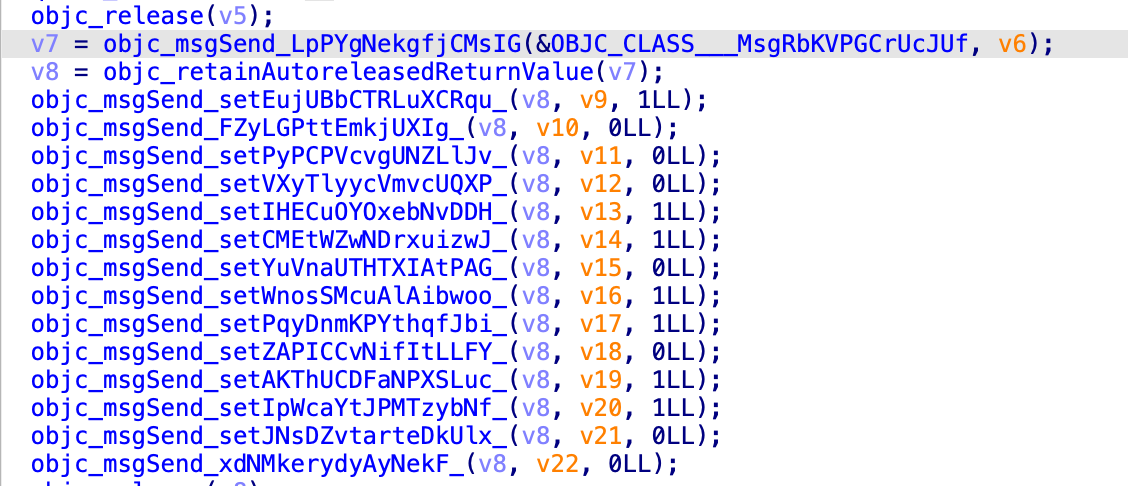 objc_release(v5);
v7 = objc_msgSend_LpPYgNekgfjCMsIG(&OBJC_CLASS___MsgRbKVPGCrUcJUf, v6);
v8 = objc_retainAutoreleasedReturnValue(v7);
objc_msgSend_setEujUBbCTRLuXCRqu_(v8, v9, 1LL);
objc_msgSend_FZyLGPttEmkjUXIg_(v8, v10, 0LL);
objc_msgSend_setPyPCPVcvgUNZLlJv_(v8, v11, 0LL);
objc_msgSend_setVXyTlyycVmvcUQXP_(v8, v12, 0LL);
objc_msgSend_setIHECuOYOxebNvDDH_(v8, v13, 1LL);
objc_msgSend_setCMEtWZwNDrxuizwJ_(v8, v14, 1LL);
objc_msgSend_setYuVnaUTHTXIAtPAG_(v8, v15, 0LL);
objc_msgSend_setWnosSMcuAlAibwoo_(v8, v16, 1LL);
objc_msgSend_setPqyDnmKPYthqfJbi_(v8, v17, 1LL);
objc_msgSend_setZAPICCvNifItLLFY_(v8, v18, 0LL);
objc_msgSend_setAKThUCDFaNPXSLuc_(v8, v19, 1LL);
objc_msgSend_setIpWcaYtJPMTzybNf_(v8, v20, 1LL);
objc_msgSend_setJNsDZvtarteDkUlx_(v8, v21, 0LL);
objc_msgSend_xdNMkerydyAyNekF_(v8, v22, 0LL);